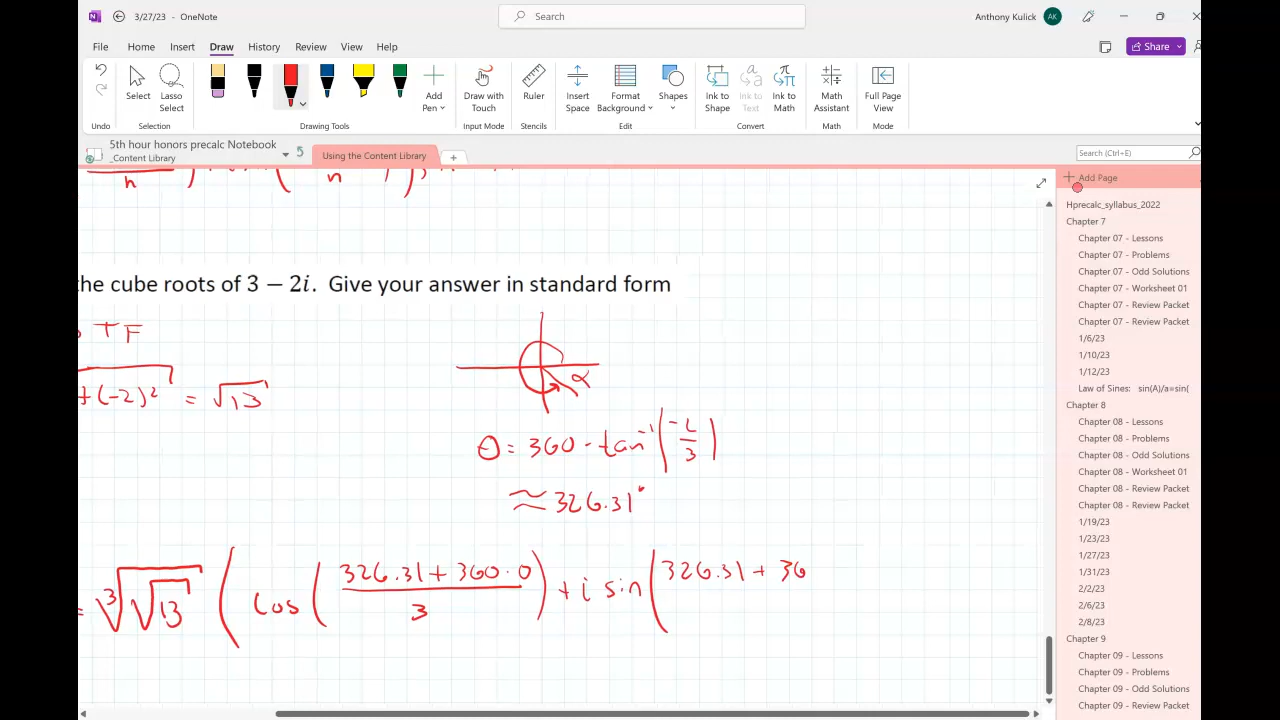 3/27/23 - OneNote
Search
Anthony Kulick
AK
File Home Insert Draw History Review View Help
Share
Undo
Select
Lasso Select
Selection
Add Pen
Drawing Tools
Draw with Touch
Input Mode
Ruler
Stencils
Insert Space
Format Background
Shapes
Edit
Ink to Shape
Ink to Text
Ink to Math
Convert
Math Assistant
Math
Full Page View
Mode
5th hour honors precalc Notebook
_Content Library
Using the Content Library
Search (Ctrl+E)
n n
the cube roots of 3 − 2i. Give your answer in standard form
TF
+(-2)² = √13
α
θ = 360 - tan⁻¹(-2/3)
≈ 326.31°
= ∛√13 (cos((326.31 + 360·0)/3) + i sin(326.31 + 36
Add Page
Hprecalc_syllabus_2022
Chapter 7
Chapter 07 - Lessons
Chapter 07 - Problems
Chapter 07 - Odd Solutions
Chapter 07 - Worksheet 01
Chapter 07 - Review Packet
Chapter 07 - Review Packet
1/6/23
1/10/23
1/12/23
Law of Sines: sin(A)/a=sin(
Chapter 8
Chapter 08 - Lessons
Chapter 08 - Problems
Chapter 08 - Odd Solutions
Chapter 08 - Worksheet 01
Chapter 08 - Review Packet
Chapter 08 - Review Packet
1/19/23
1/23/23
1/27/23
1/31/23
2/2/23
2/6/23
2/8/23
Chapter 9
Chapter 09 - Lessons
Chapter 09 - Problems
Chapter 09 - Odd Solutions
Chapter 09 - Review Packet